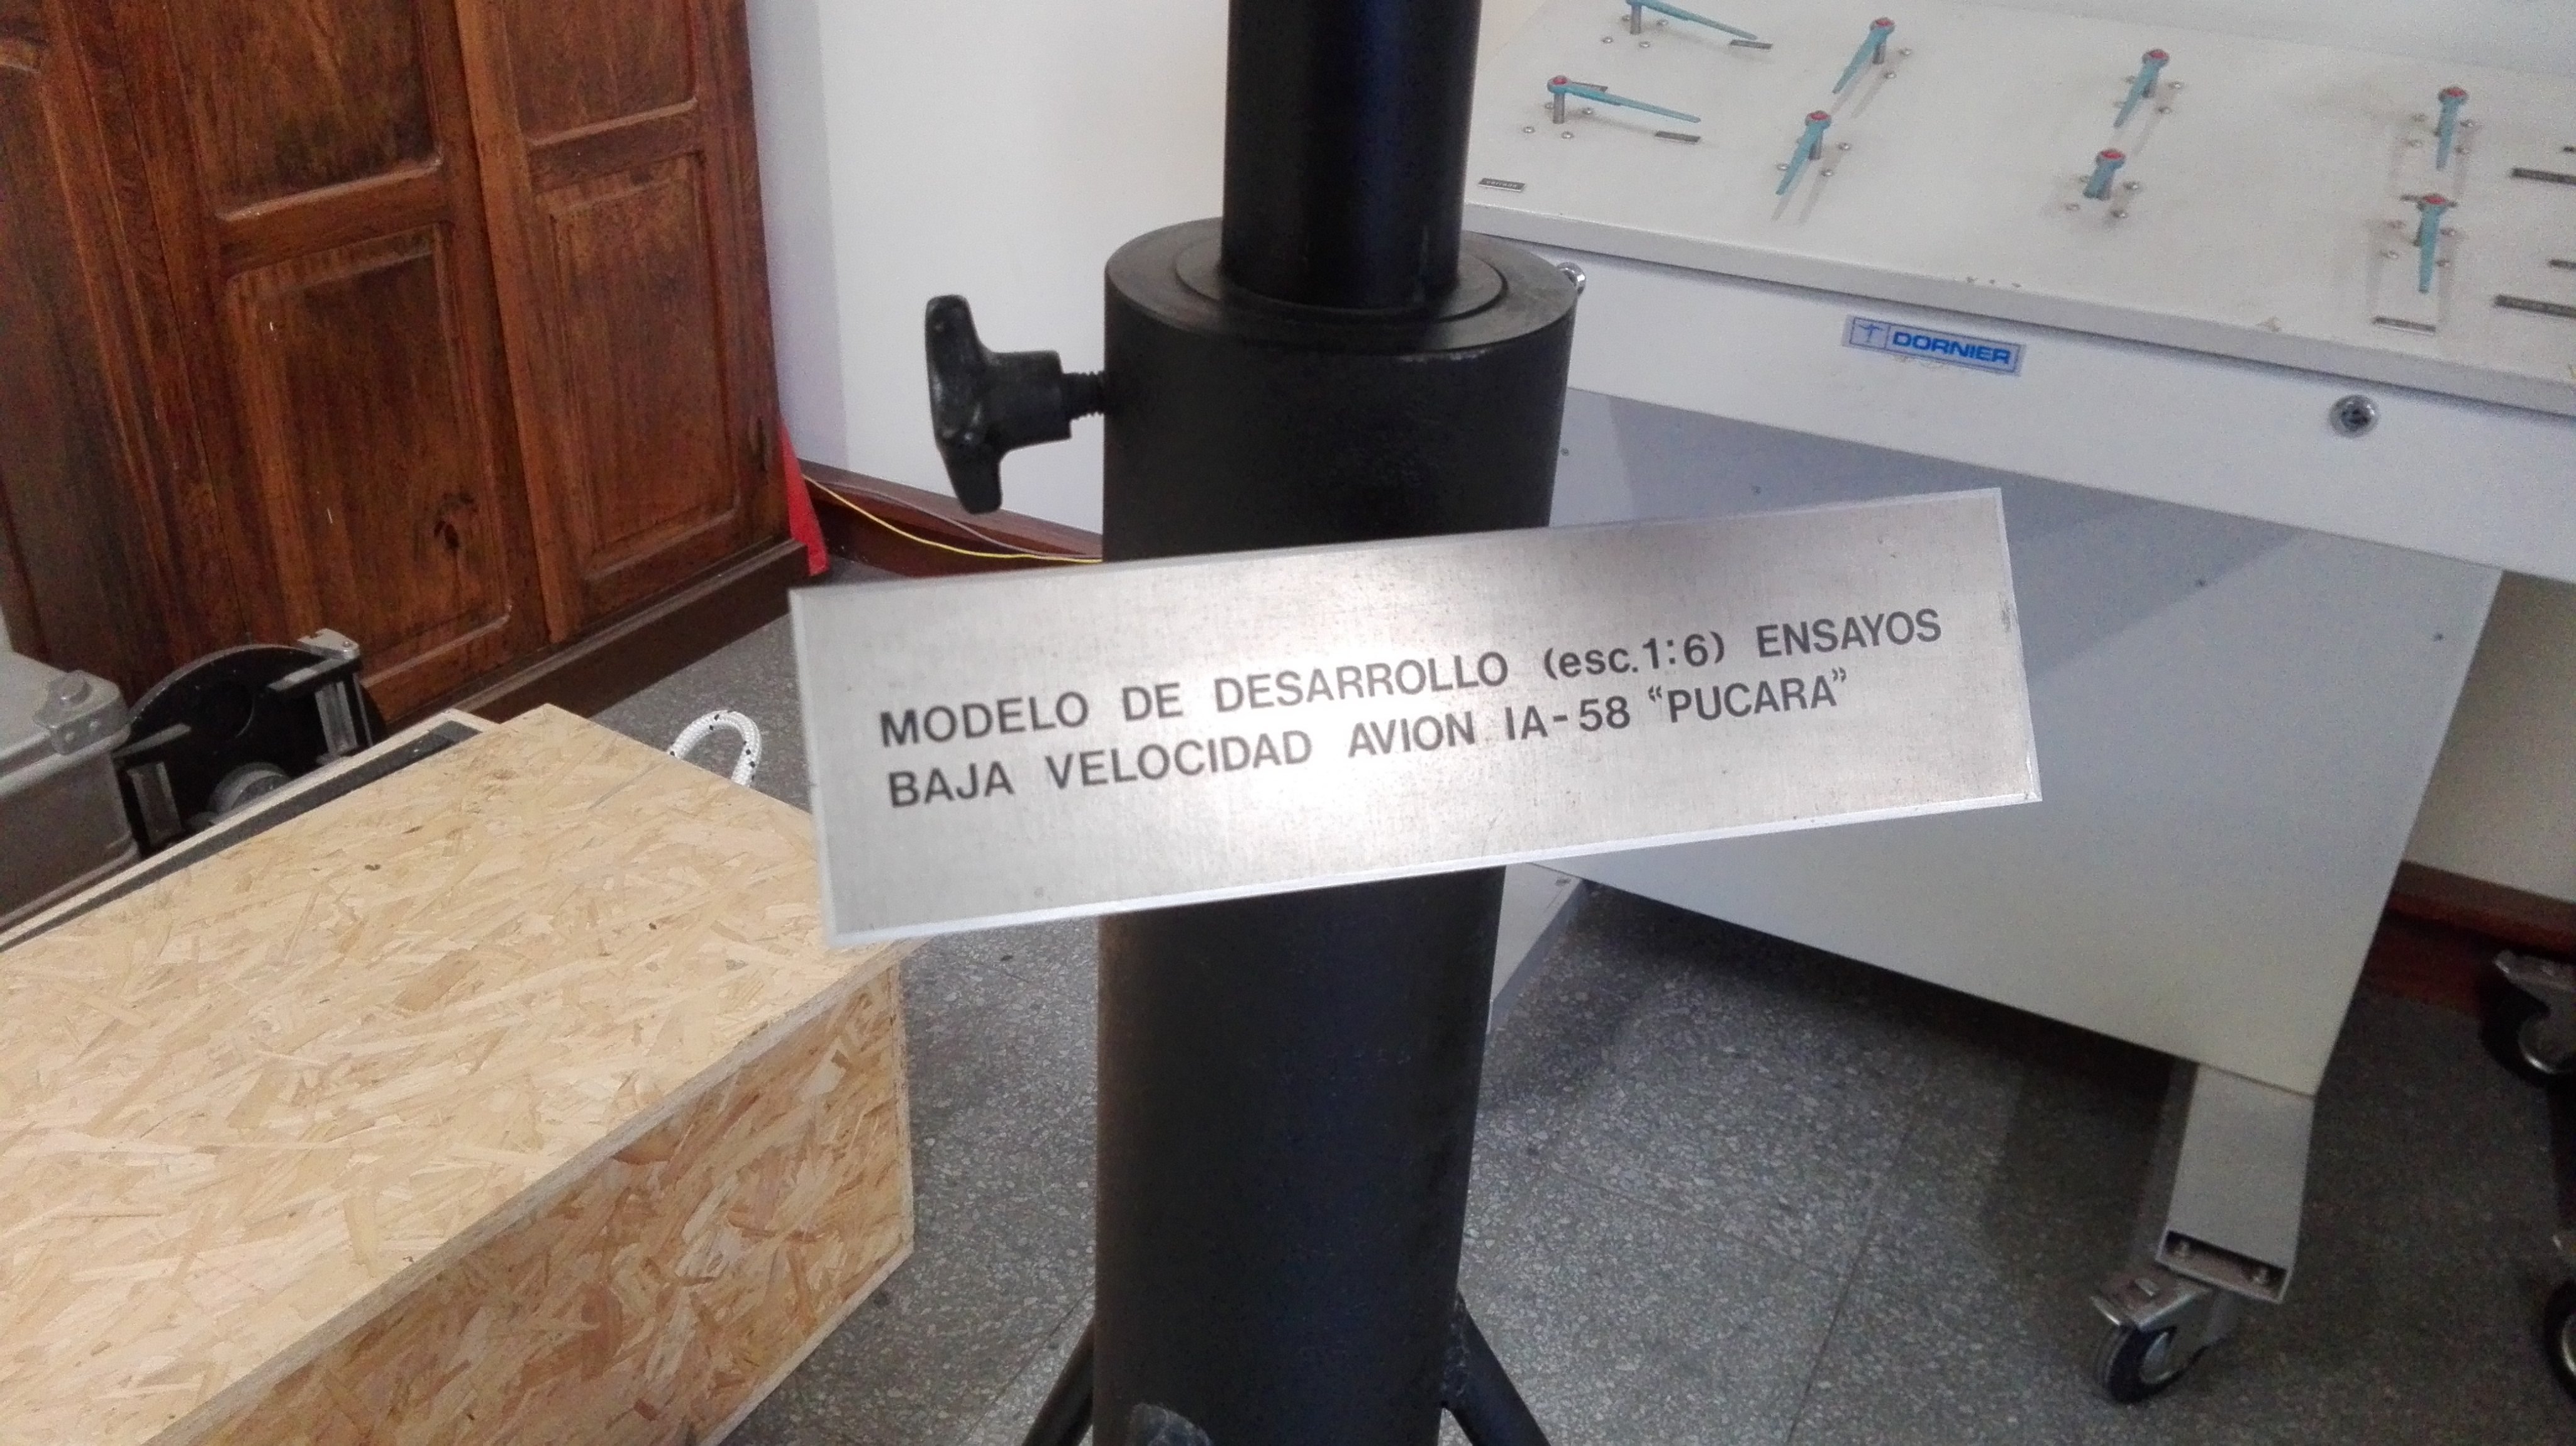 DORNIER
MODELO DE DESARROLLO (esc.1:6) ENSAYOS
BAJA VELOCIDAD AVION IA-58 “PUCARA”